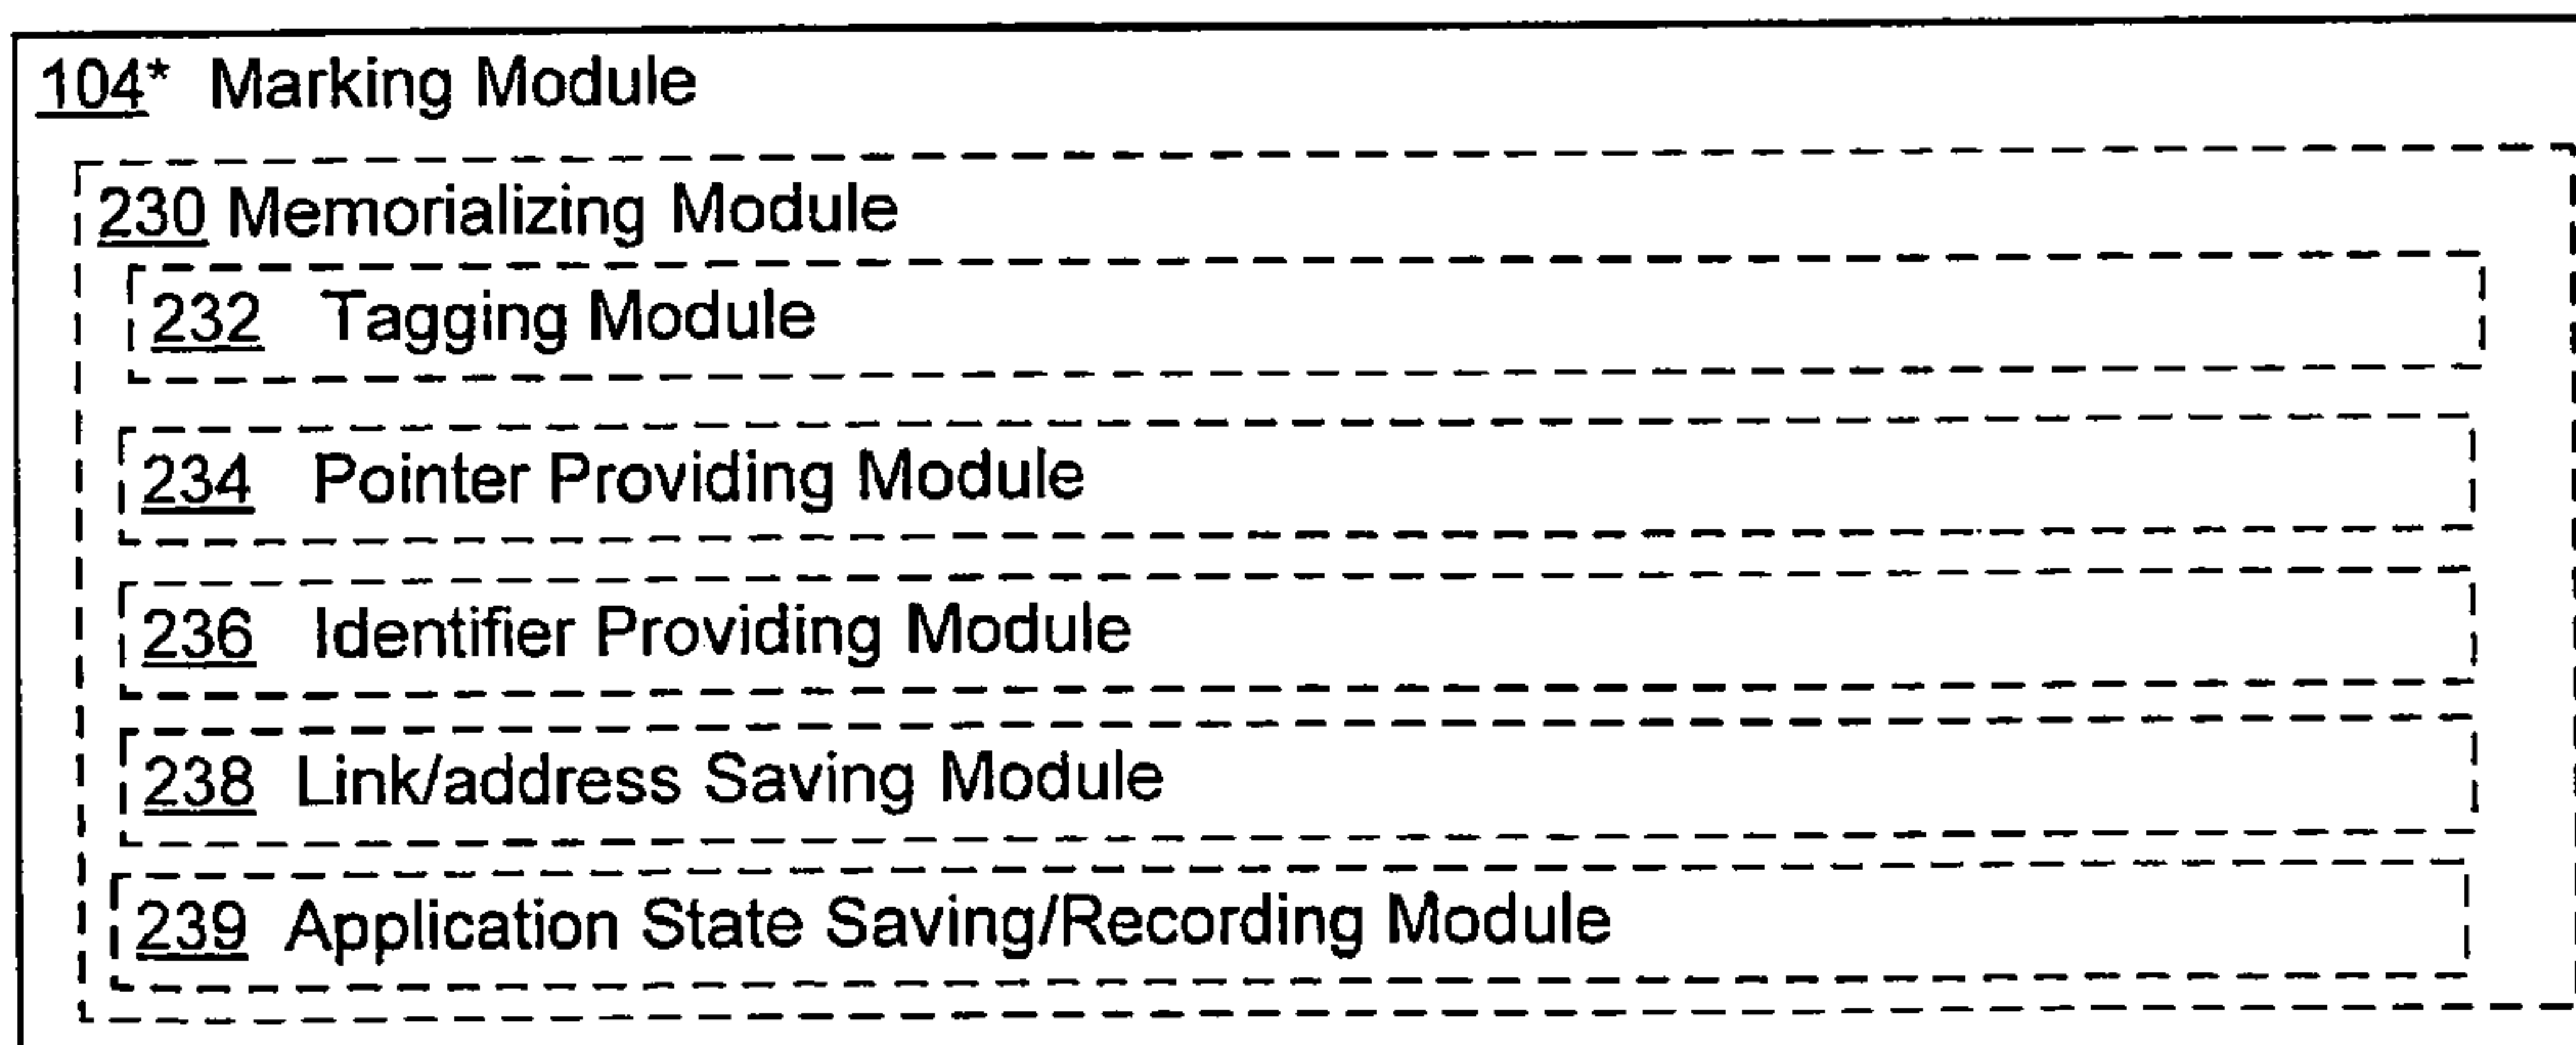 104* Marking Module
230 Memorializing Module
232 Tagging Module
234 Pointer Providing Module
236 Identifier Providing Module
238 Link/address Saving Module
239 Application State Saving/Recording Module